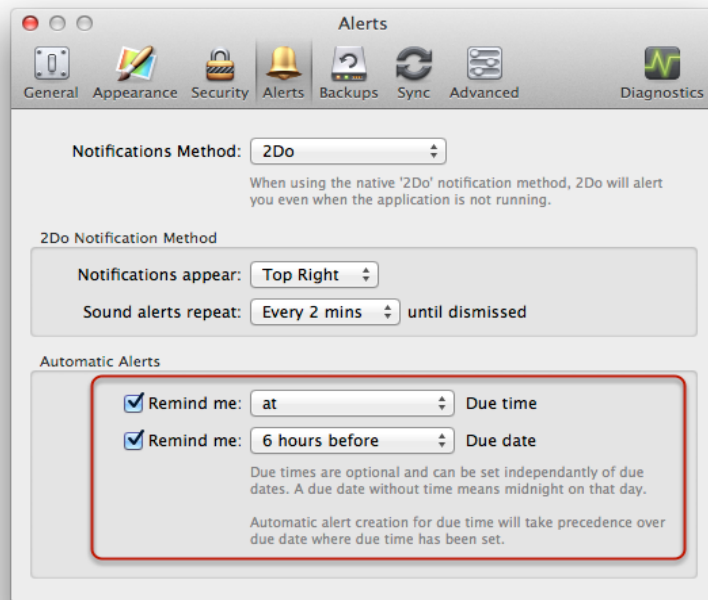 Alerts
General Appearance Security Alerts Backups Sync Advanced Diagnostics
Notifications Method: 2Do
When using the native '2Do' notification method, 2Do will alert
you even when the application is not running.
2Do Notification Method
Notifications appear: Top Right
Sound alerts repeat: Every 2 mins until dismissed
Automatic Alerts
Remind me: at Due time
Remind me: 6 hours before Due date
Due times are optional and can be set independantly of due
dates. A due date without time means midnight on that day.
Automatic alert creation for due time will take precedence over
due date where due time has been set.